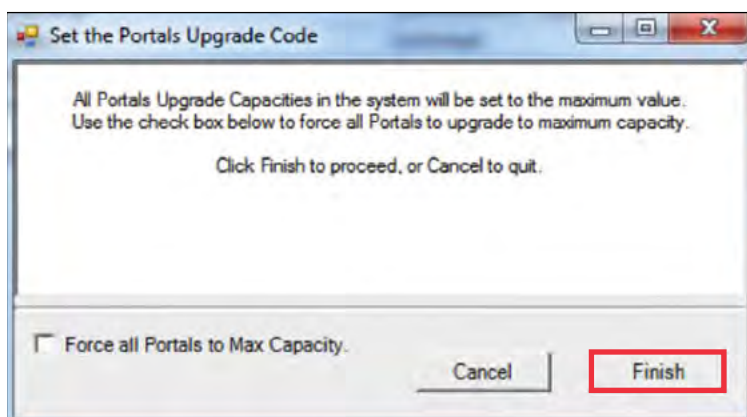 Set the Portals Upgrade Code
All Portals Upgrade Capacities in the system will be set to the maximum value.
Use the check box below to force all Portals to upgrade to maximum capacity.
Click Finish to proceed, or Cancel to quit.
Force all Portals to Max Capacity.
Cancel
Finish